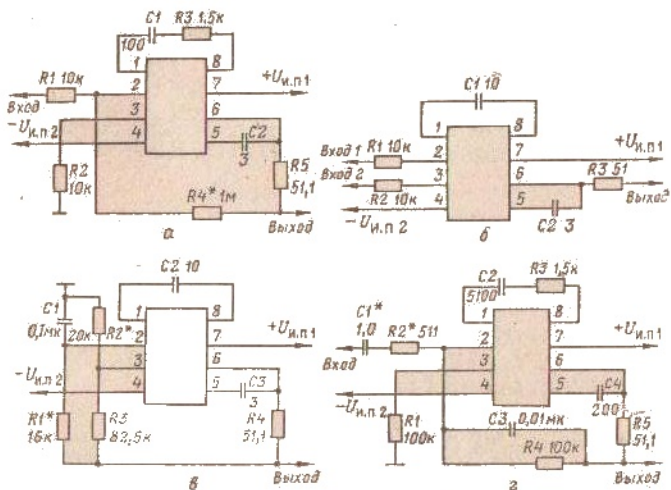 C1
100
R3 1,5к
1
8
R1 10к
2
7
+Uи.п1
Вход
3
6
−Uи.п2
4
5
C2
3
R2
10к
R5
51,1
R4* 1м
Выход
а
C1 10
1
8
Вход 1
R1 10к
2
7
+Uи.п1
Вход 2
3
6
R3 51
R2 10к
4
5
Выход
−Uи.п2
C2 3
б
C2 10
C1
0,1мк
20к
R2*
1
8
2
7
+Uи.п1
3
6
−Uи.п2
4
5
C3
3
R1*
16к
R3
82,5к
R4
51,1
Выход
в
C2
5100
R3 1,5к
C1*
1,0
R2* 511
1
8
2
7
+Uи.п1
Вход
3
6
−Uи.п2
4
5
C4
200
R1
100к
C3 0,01мк
R5
51,1
R4 100к
Выход
г